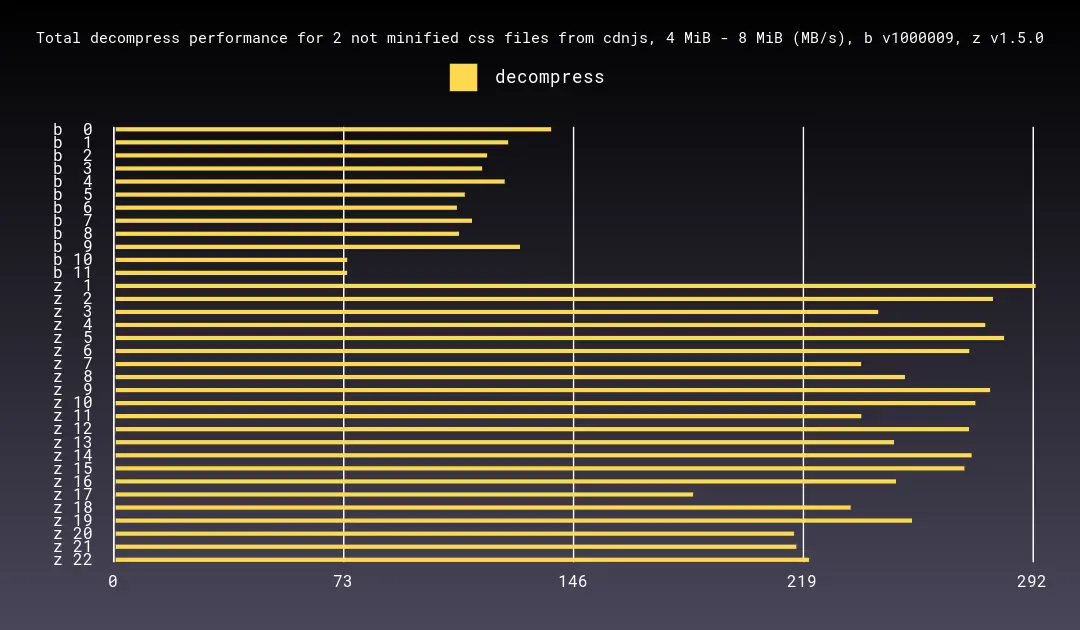 Total decompress performance for 2 not minified css files from cdnjs, 4 MiB - 8 MiB (MB/s), b v1000009, z v1.5.0
decompress
b 0
b 1
b 2
b 3
b 4
b 5
b 6
b 7
b 8
b 9
b 10
b 11
z 1
z 2
z 3
z 4
z 5
z 6
z 7
z 8
z 9
z 10
z 11
z 12
z 13
z 14
z 15
z 16
z 17
z 18
z 19
z 20
z 21
z 22
0 73 146 219 292